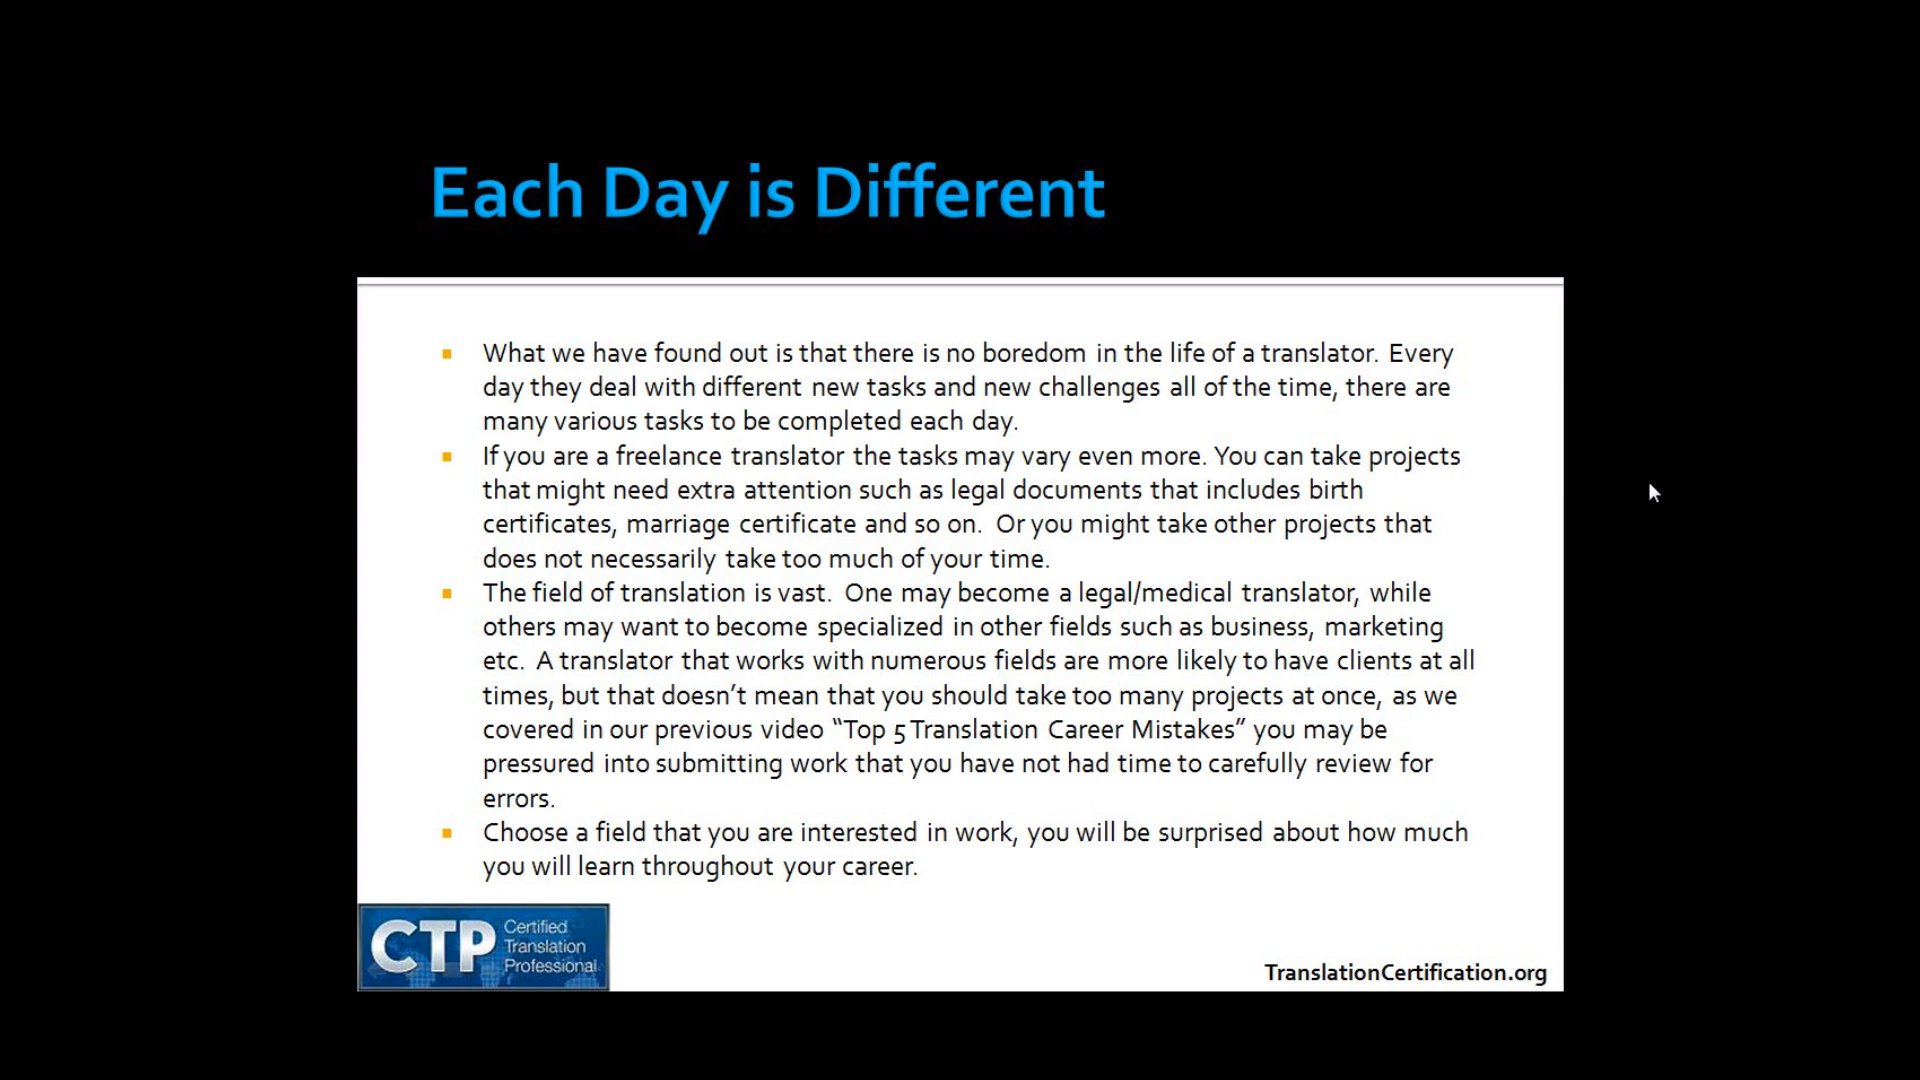 Each Day is Different
What we have found out is that there is no boredom in the life of a translator. Every
day they deal with different new tasks and new challenges all of the time, there are
many various tasks to be completed each day.
If you are a freelance translator the tasks may vary even more. You can take projects
that might need extra attention such as legal documents that includes birth
certificates, marriage certificate and so on. Or you might take other projects that
does not necessarily take too much of your time.
The field of translation is vast. One may become a legal/medical translator, while
others may want to become specialized in other fields such as business, marketing
etc. A translator that works with numerous fields are more likely to have clients at all
times, but that doesn't mean that you should take too many projects at once, as we
covered in our previous video “Top 5 Translation Career Mistakes” you may be
pressured into submitting work that you have not had time to carefully review for
errors.
Choose a field that you are interested in work, you will be surprised about how much
you will learn throughout your career.
CTP Certified
Translation
Professional
TranslationCertification.org